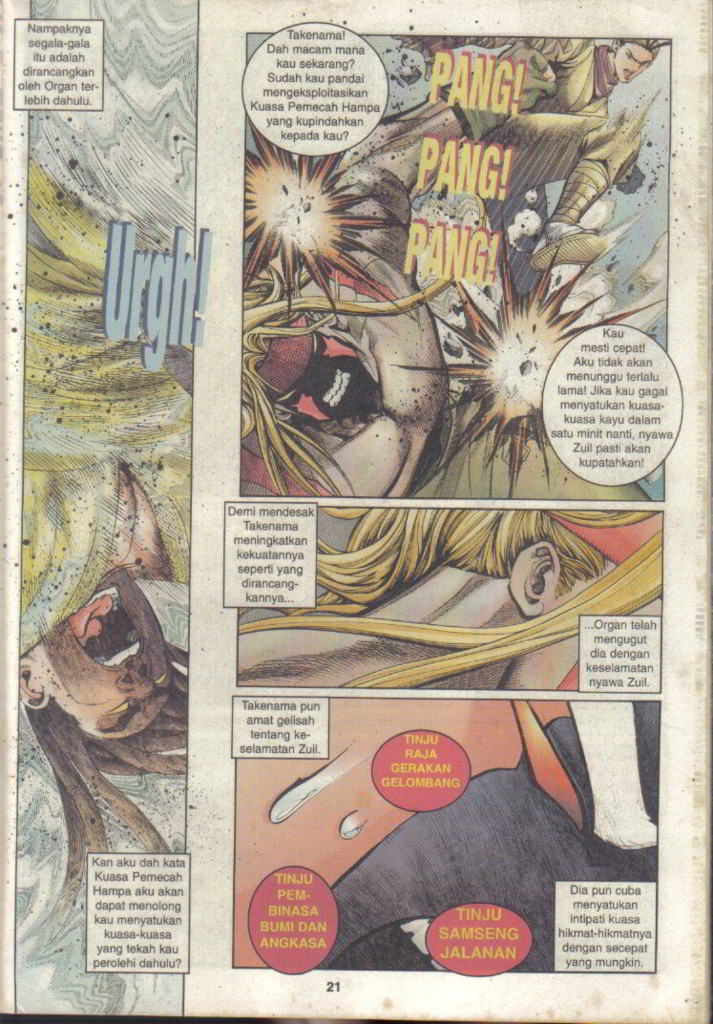 Nampaknya
segala-gala
itu adalah
dirancangkan
oleh Organ ter-
lebih dahulu.
Urgh!
Kan aku dah kata
Kuasa Pemecah
Hampa aku akan
dapat menolong
kau menyatukan
kuasa-kuasa
yang tekah kau
perolehi dahulu?
Takenama!
Dah macam mana
kau sekarang?
Sudah kau pandai
mengeksploitasikan
Kuasa Pemecah Hampa
yang kupindahkan
kepada kau?
PANG!
PANG!
PANG!
Kau
mesti cepat!
Aku tidak akan
menunggu terlalu
lama! Jika kau gagal
menyatukan kuasa-
kuasa kayu dalam
satu minit nanti, nyawa
Zuil pasti akan
kupatahkan!
Demi mendesak
Takenama
meningkatkan
kekuatannya
seperti yang
dirancang-
kannya...
...Organ telah
mengugut
dia dengan
keselamatan
nyawa Zuil.
Takenama pun
amat gelisah
tentang ke-
selamatan Zuil.
TINJU
RAJA
GERAKAN
GELOMBANG
TINJU
PEM-
BINASA
BUMI DAN
ANGKASA
TINJU
SAMSENG
JALANAN
Dia pun cuba
menyatukan
intipati kuasa
hikmat-hikmatnya
dengan secepat
yang mungkin.
21